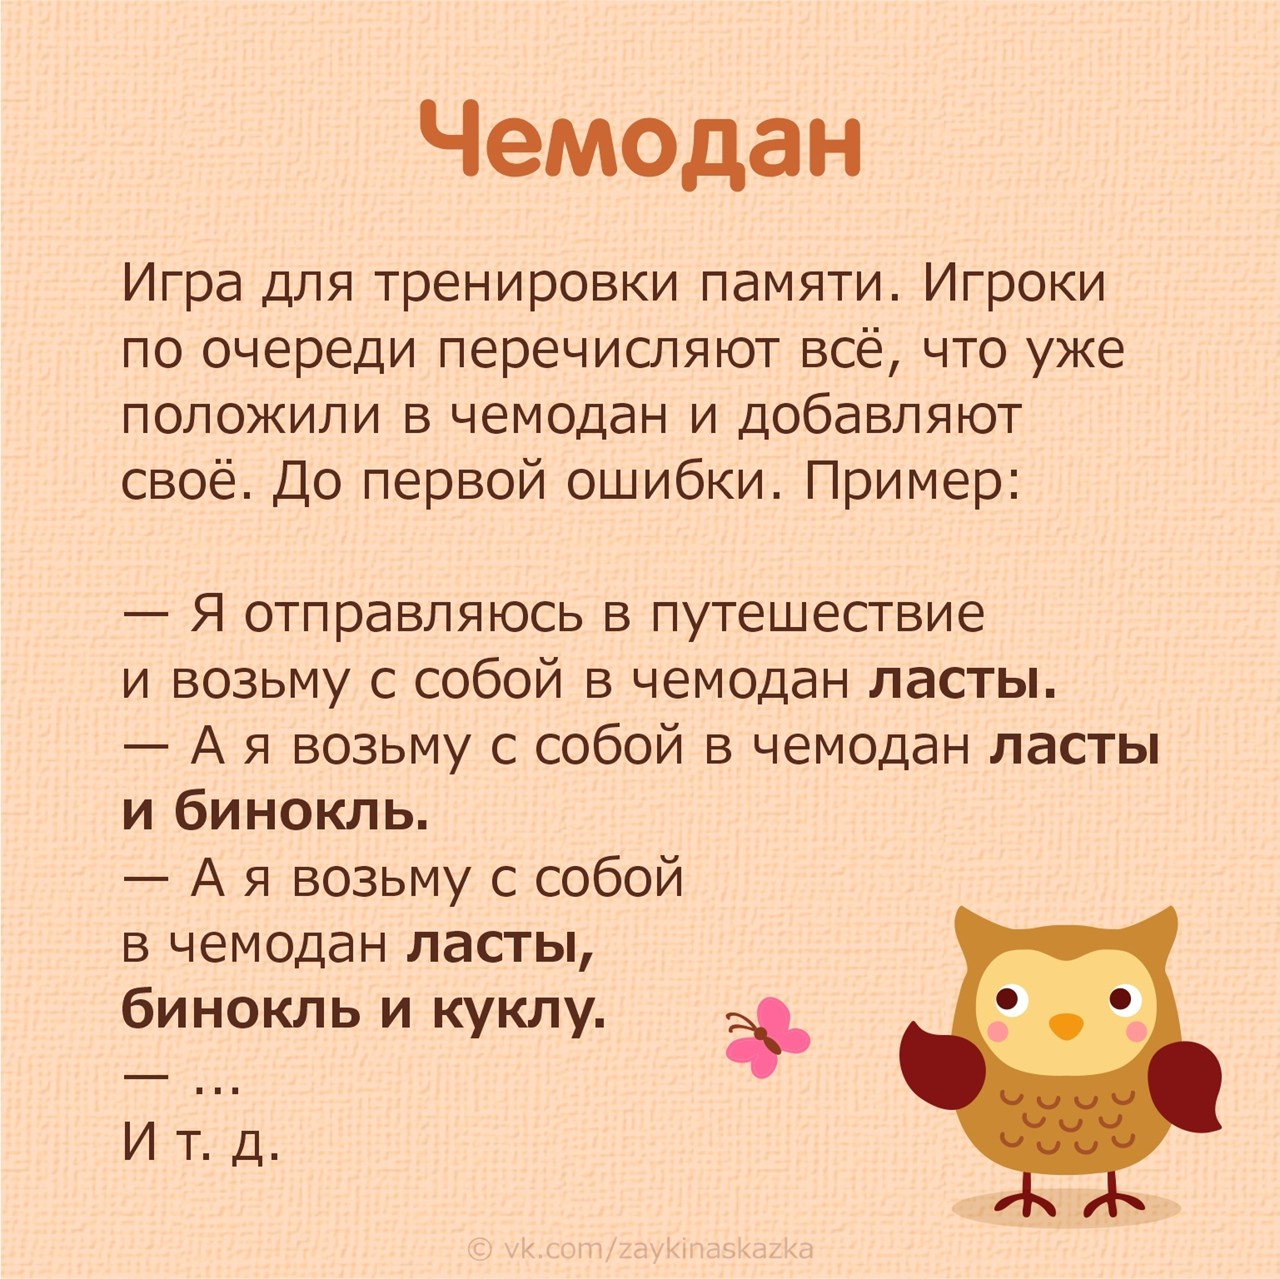 Чемодан
Игра для тренировки памяти. Игроки
по очереди перечисляют всё, что уже
положили в чемодан и добавляют
своё. До первой ошибки. Пример:
— Я отправляюсь в путешествие
и возьму с собой в чемодан ласты.
— А я возьму с собой в чемодан ласты
и бинокль.
— А я возьму с собой
в чемодан ласты,
бинокль и куклу.
— ...
И т. д.
© vk.com/zaykinaskazka